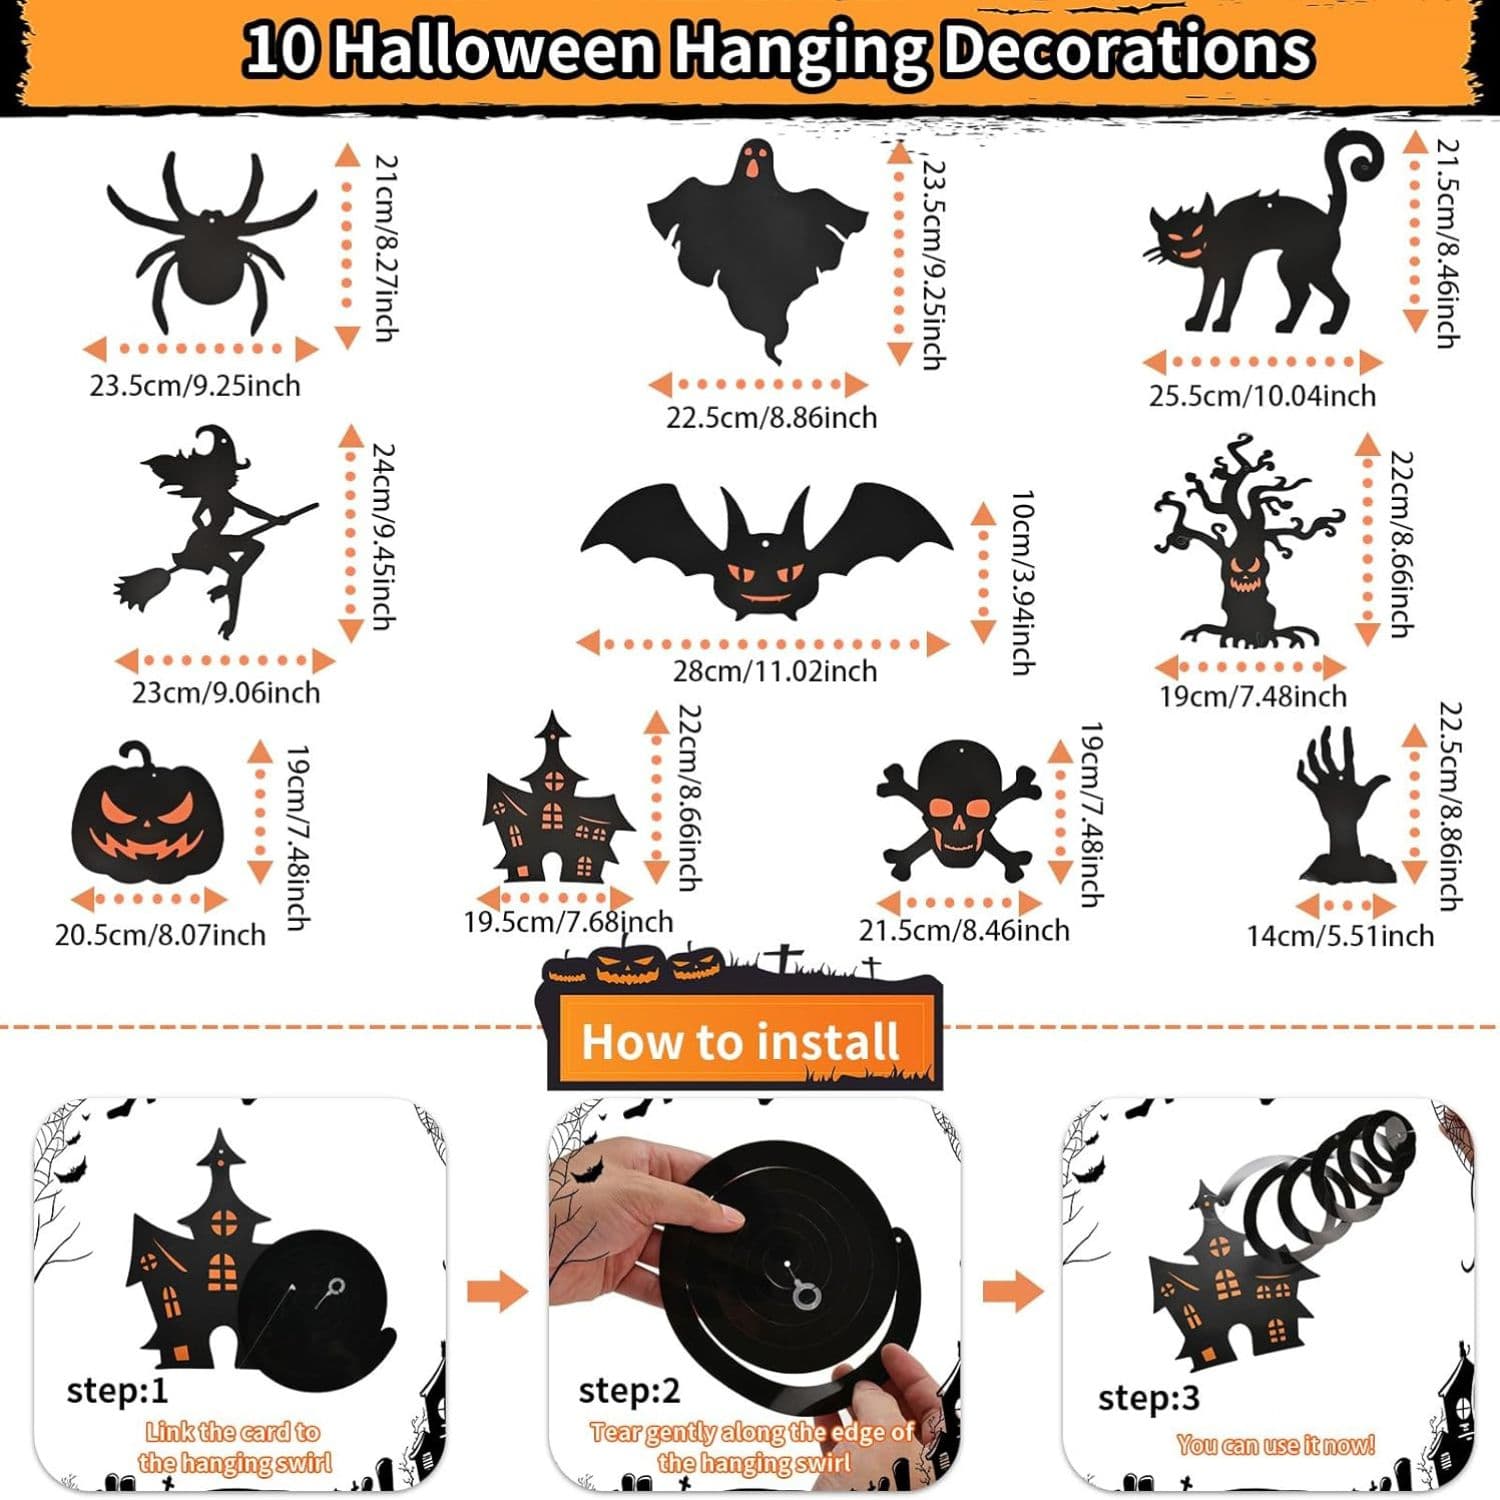 10 Halloween Hanging Decorations
21cm/8.27inch
23.5cm/9.25inch
23.5cm/9.25inch
22.5cm/8.86inch
21.5cm/8.46inch
25.5cm/10.04inch
24cm/9.45inch
23cm/9.06inch
10cm/3.94inch
28cm/11.02inch
22cm/8.66inch
19cm/7.48inch
19cm/7.48inch
20.5cm/8.07inch
22cm/8.66inch
19.5cm/7.68inch
19cm/7.48inch
21.5cm/8.46inch
22.5cm/8.86inch
14cm/5.51inch
How to install
step:1
Link the card to
the hanging swirl
step:2
Tear gently along the edge of
the hanging swirl
step:3
You can use it now!